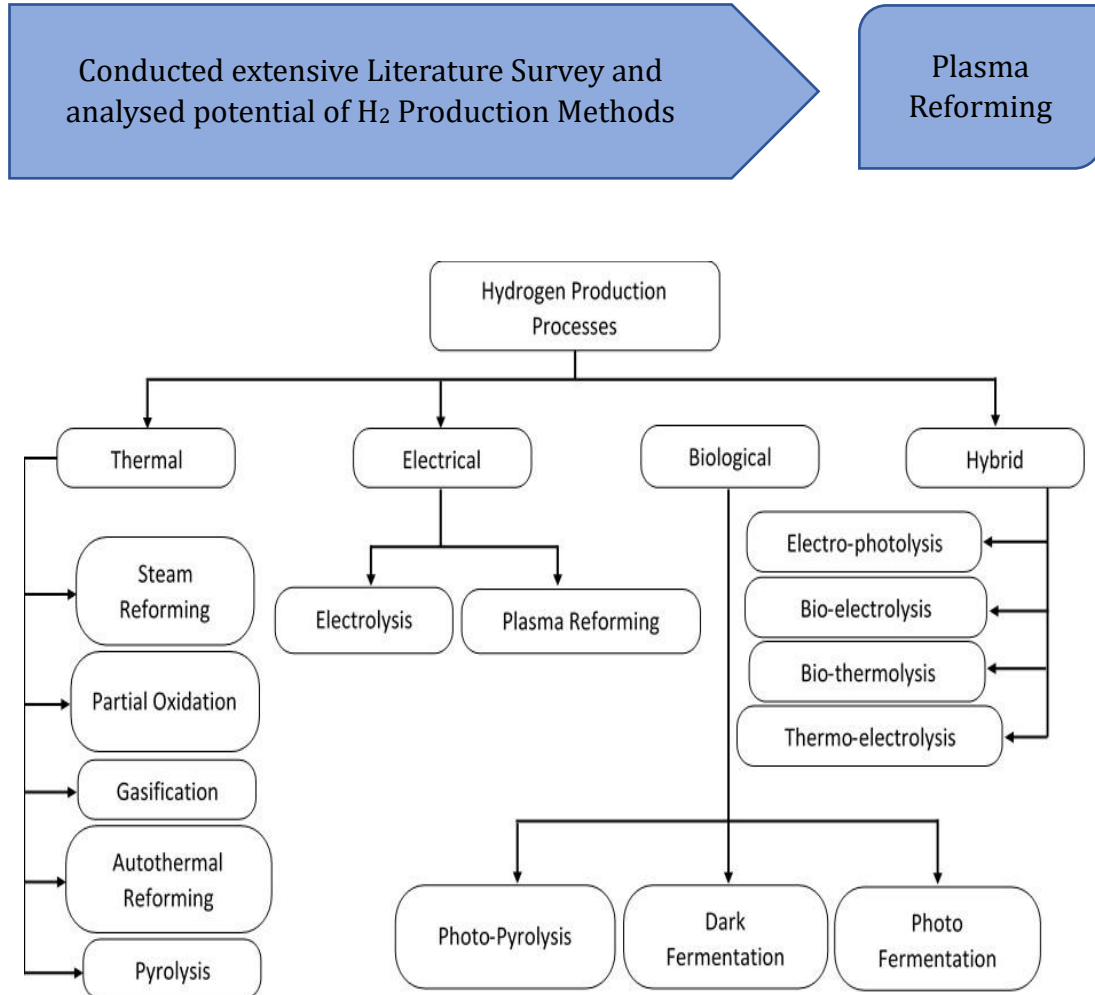 Conducted extensive Literature Survey and
analysed potential of H₂ Production Methods
Plasma
Reforming
Hydrogen Production
Processes
Thermal
Electrical
Biological
Hybrid
Steam
Reforming
Partial Oxidation
Gasification
Autothermal
Reforming
Pyrolysis
Electrolysis
Plasma Reforming
Electro-photolysis
Bio-electrolysis
Bio-thermolysis
Thermo-electrolysis
Photo-Pyrolysis
Dark
Fermentation
Photo
Fermentation